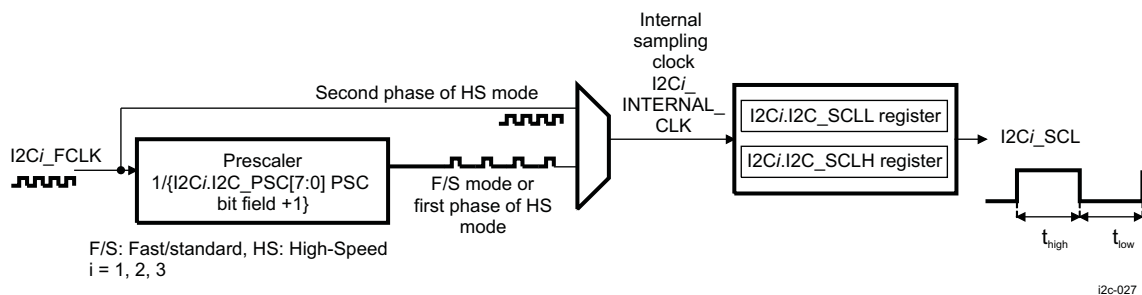 Internal
sampling
clock
I2Ci_
INTERNAL_
CLK
Second phase of HS mode
I2Ci.I2C_SCLL register
I2Ci_FCLK
Prescaler
1/{I2Ci.I2C_PSC[7:0] PSC
bit field +1}
F/S mode or
first phase of HS
mode
I2Ci.I2C_SCLH register
I2Ci_SCL
thigh
tlow
F/S: Fast/standard, HS: High-Speed
i = 1, 2, 3
i2c-027